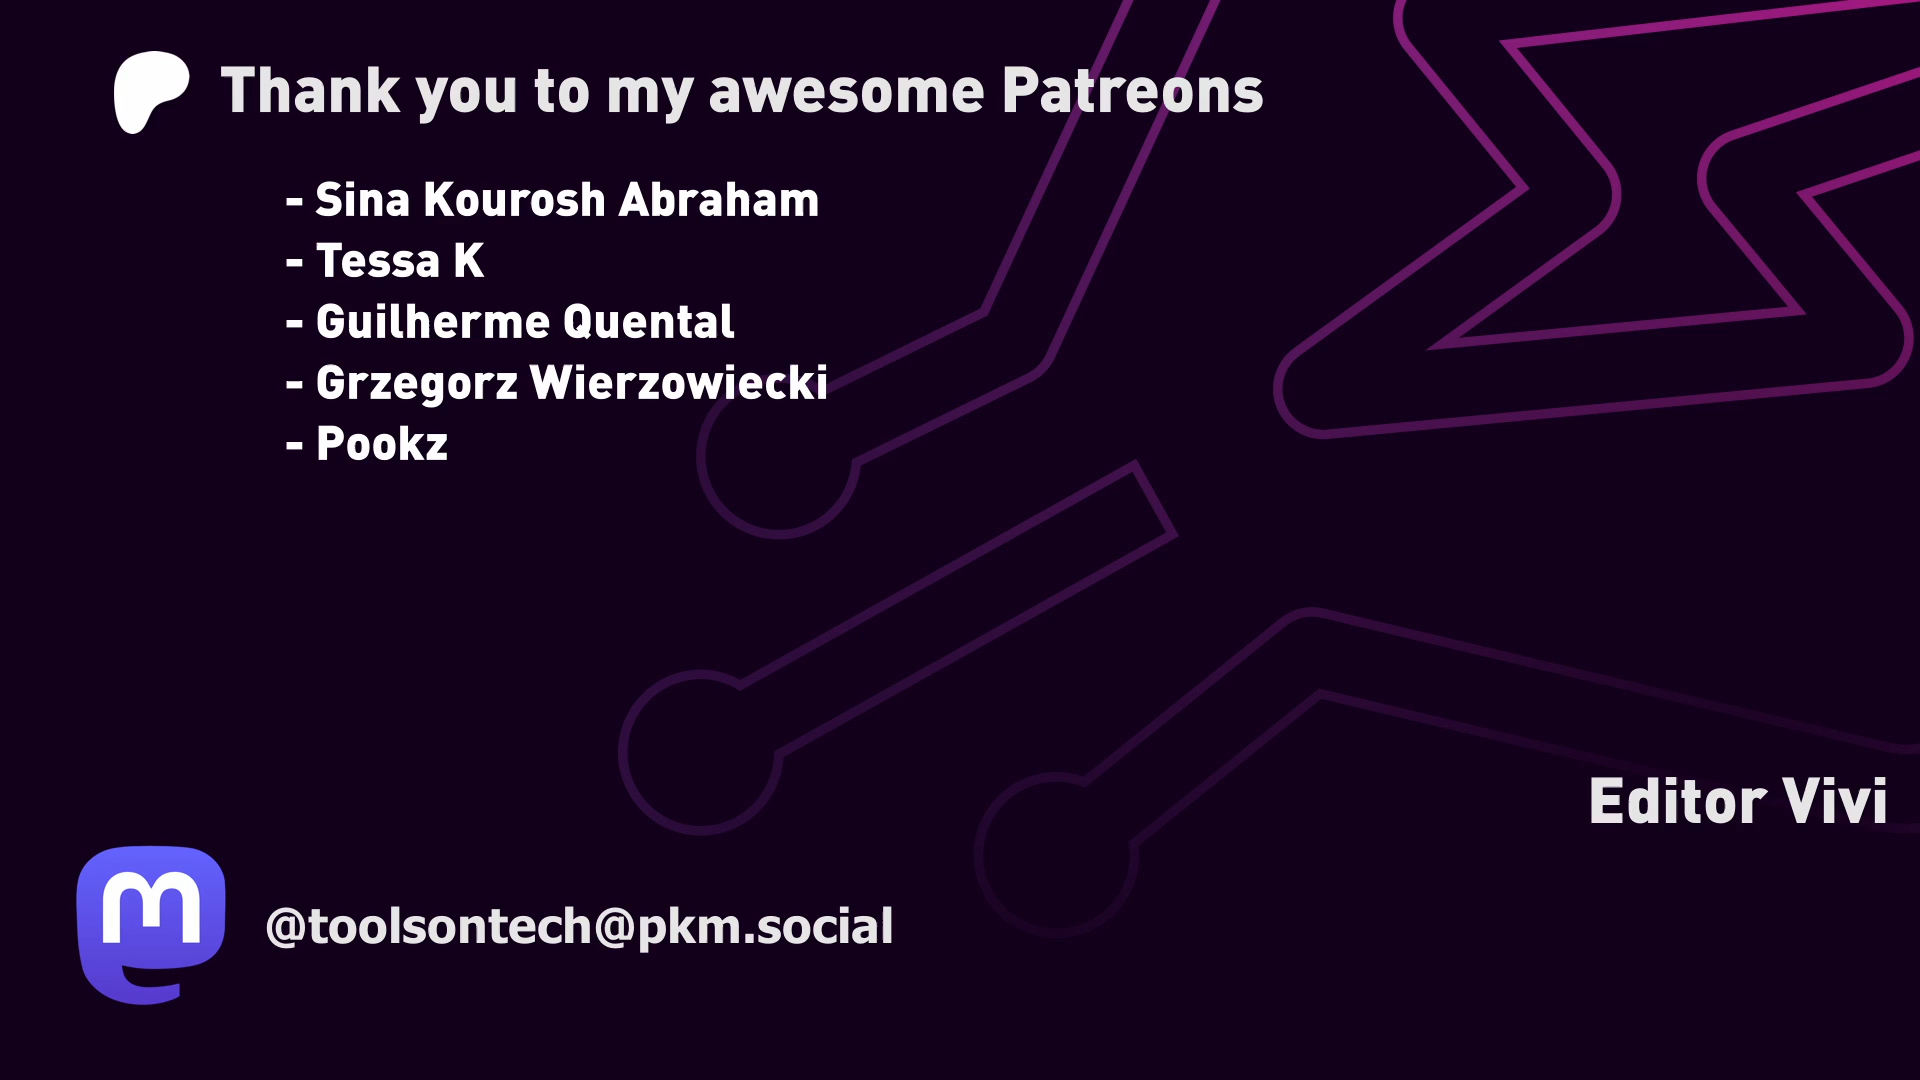 Thank you to my awesome Patreons
- Sina Kourosh Abraham
- Tessa K
- Guilherme Quental
- Grzegorz Wierzowiecki
- Pookz
Editor Vivi
@toolsontech@pkm.social